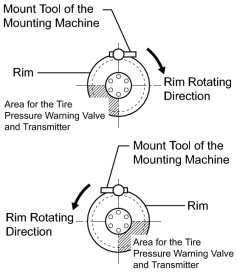 Mount Tool of the
Mounting Machine
Rim
Rim Rotating
Direction
Area for the Tire
Pressure Warning Valve
and Transmitter
Mount Tool of the
Mounting Machine
Rim Rotating
Direction
Rim
Area for the Tire
Pressure Warning Valve
and Transmitter